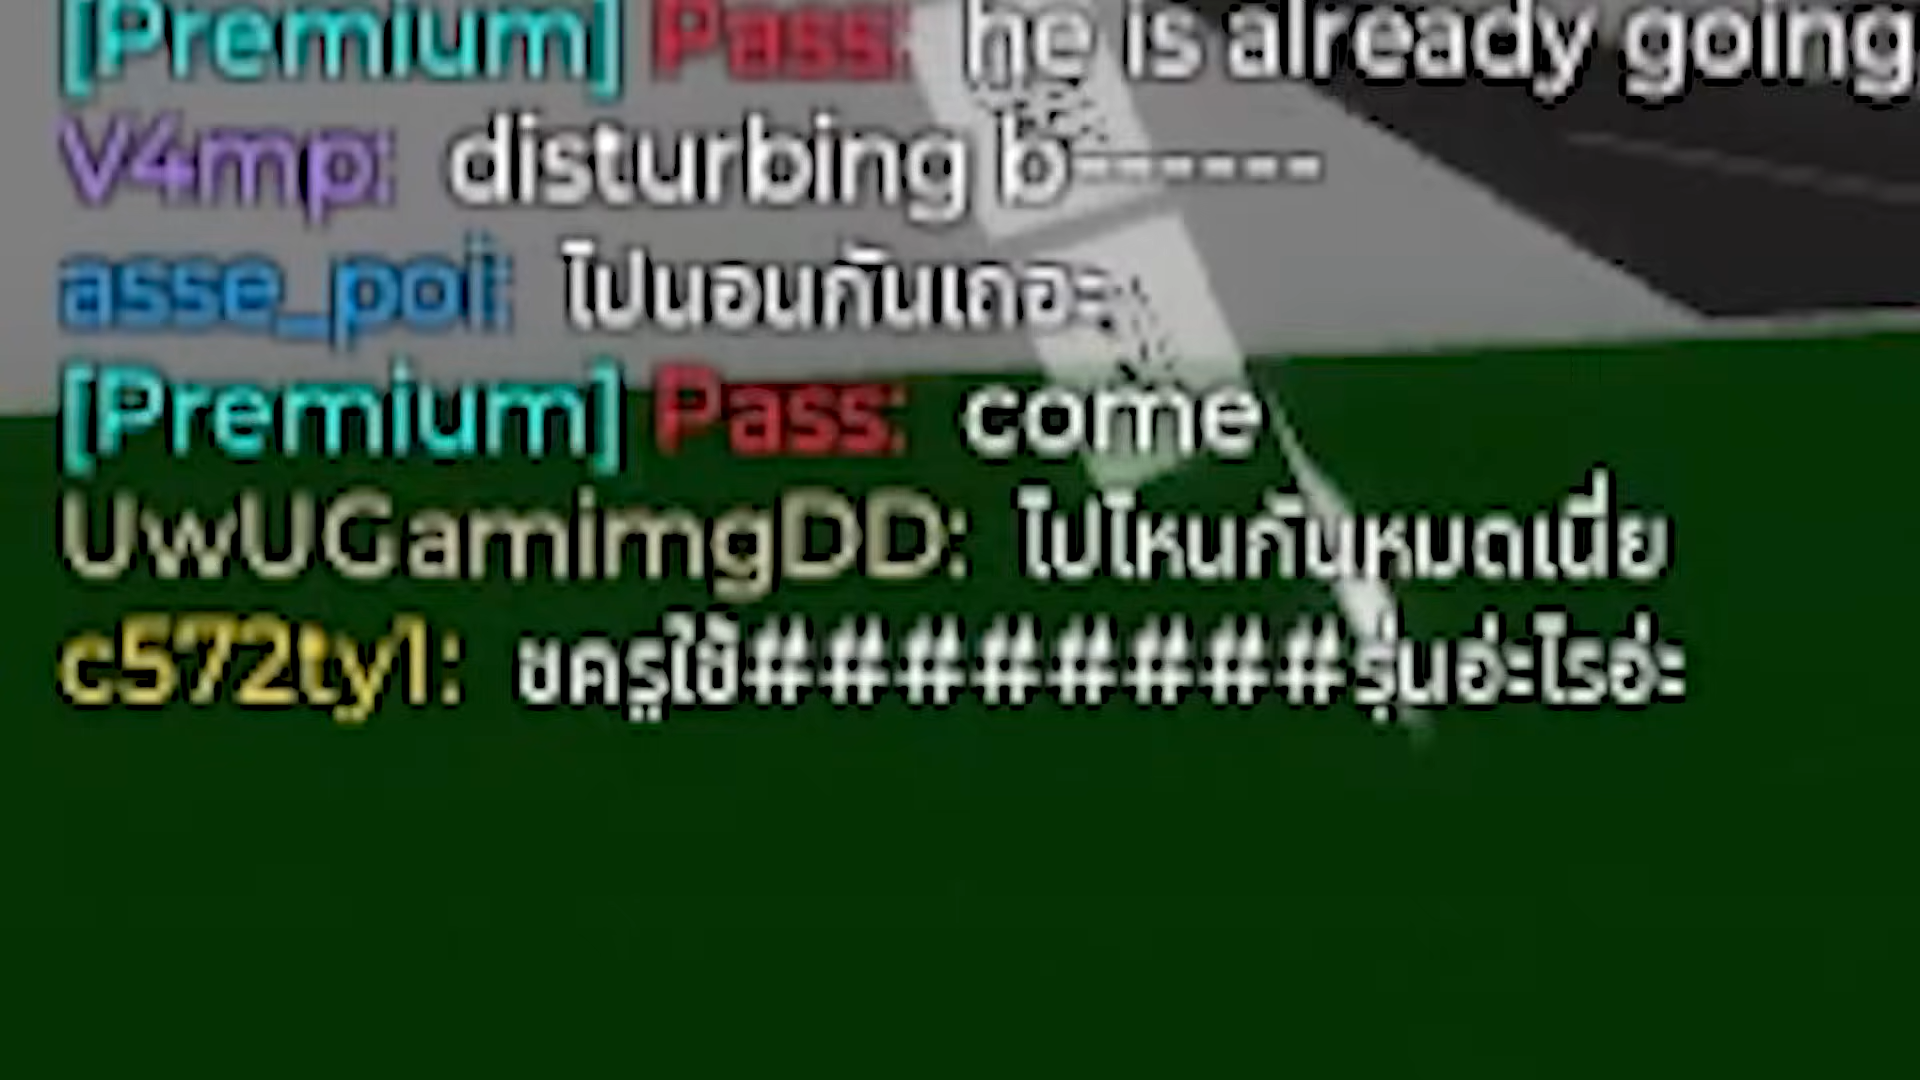 [Premium] Pass: he is already going
V4mp: disturbing b------
asse_poi: ไปนอนกันเถอะ
[Premium] Pass: come
UwUGamimgDD: ไปไหนกันหมดเนี่ย
c572ty1: ชครูใช้########รุ่นอ่ะไรอ่ะ